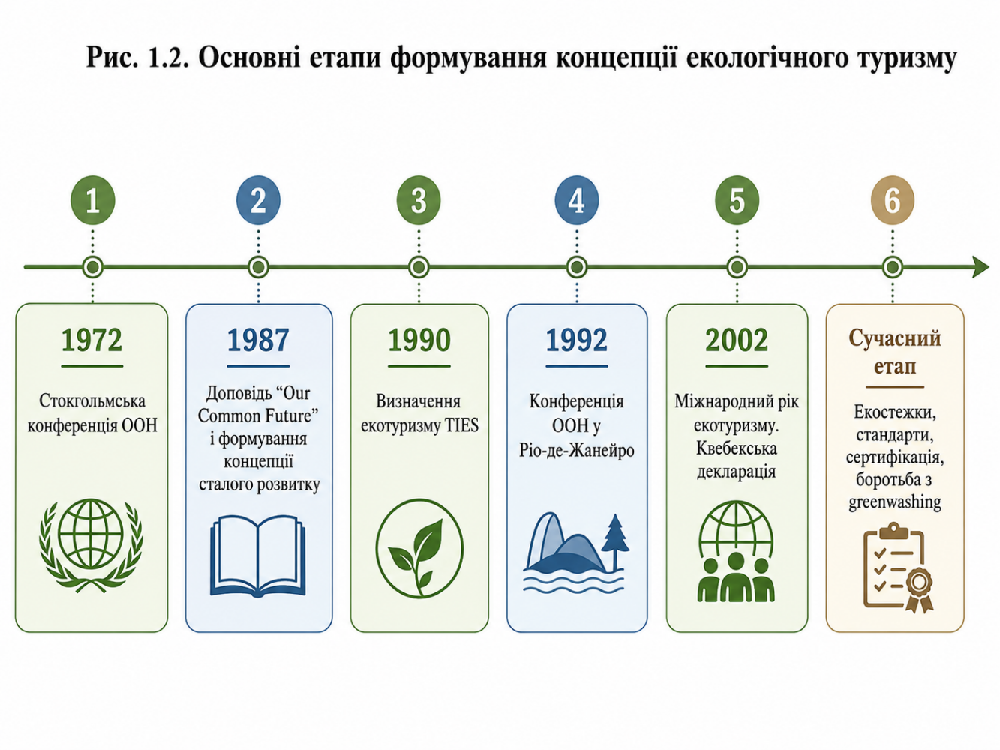 Рис. 1.2. Основні етапи формування концепції екологічного туризму
1
2
3
4
5
6
1972
Стокгольмська
конференція ООН
1987
Доповідь “Our
Common Future”
і формування
концепції
сталого розвитку
1990
Визначення
екотуризму TIES
1992
Конференція
ООН у
Ріо-де-Жанейро
2002
Міжнародний рік
екотуризму.
Квебекська
декларація
Сучасний
етап
Екостежки,
стандарти,
сертифікація,
боротьба з
greenwashing